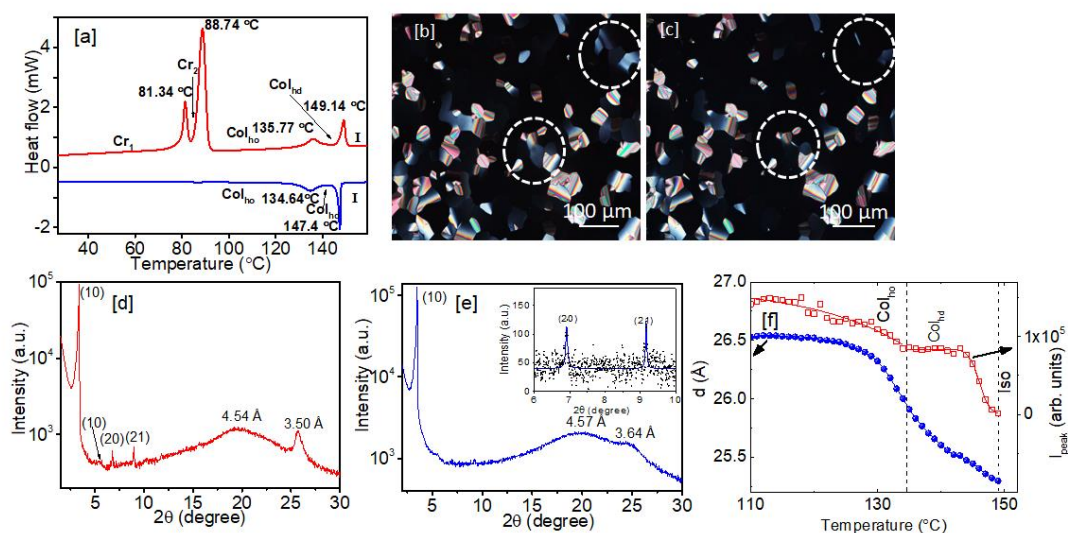 [a]
88.74 °C
Cr2
81.34 °C
Colhd
149.14 °C
Colho
135.77 °C
Cr1
I
Colho
134.64°C
Colhd
147.4 °C
I
4
2
0
-2
Heat flow (mW)
40 60 80 100 120 140
Temperature (°C)
[b]
100 µm
[c]
100 µm
[d]
10^5
10^4
10^3
Intensity (a.u.)
(10)
(10)
(20)
(21)
4.54 Å
3.50 Å
5 10 15 20 25 30
2θ (degree)
[e]
10^5
10^4
10^3
Intensity (a.u.)
(10)
150
100
50
0
Intensity (a.u.)
(20)
(21)
6 7 8 9 10
2θ (degree)
4.57 Å
3.64 Å
5 10 15 20 25 30
2θ (degree)
27.0
26.5
26.0
25.5
d (Å)
[f]
Colho
Colhd
Iso
1x10^5
0
Ipeak (arb. units)
110 120 130 140 150
Temperature (°C)